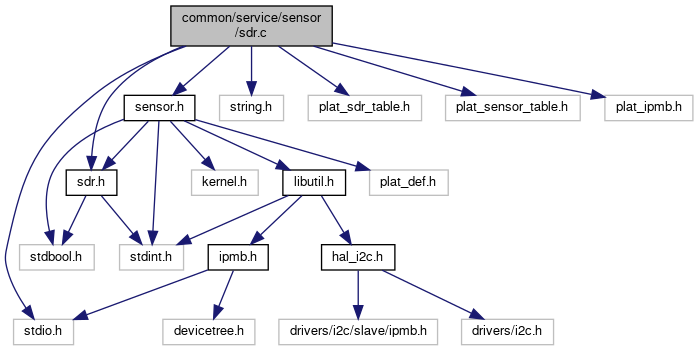 common/service/sensor
/sdr.c
sensor.h
string.h
plat_sdr_table.h
plat_sensor_table.h
plat_ipmb.h
sdr.h
kernel.h
libutil.h
plat_def.h
stdbool.h
stdint.h
ipmb.h
hal_i2c.h
stdio.h
devicetree.h
drivers/i2c/slave/ipmb.h
drivers/i2c.h